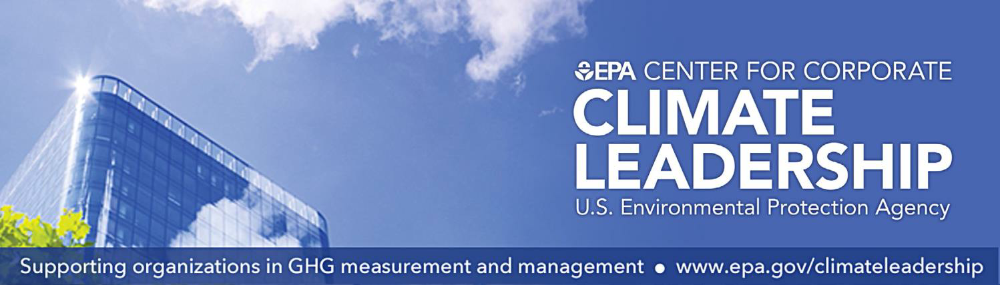 EPA CENTER FOR CORPORATE
CLIMATE
LEADERSHIP
U.S. Environmental Protection Agency
Supporting organizations in GHG measurement and management ● www.epa.gov/climateleadership